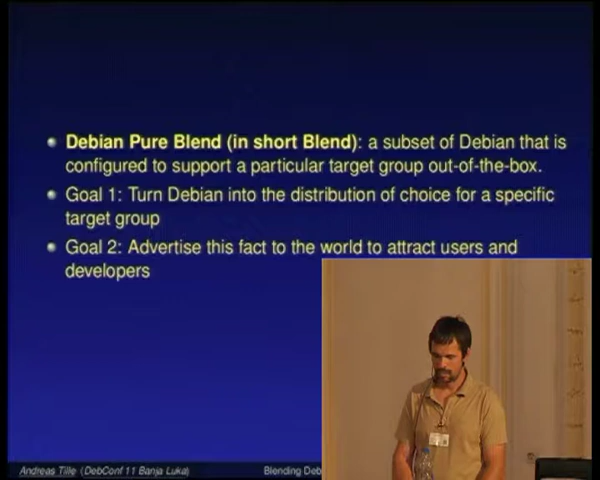 Debian Pure Blend (in short Blend): a subset of Debian that is
configured to support a particular target group out-of-the-box.
Goal 1: Turn Debian into the distribution of choice for a specific
target group
Goal 2: Advertise this fact to the world to attract users and
developers
Andreas Tille (DebConf 11 Banja Luka)
Blending Deb